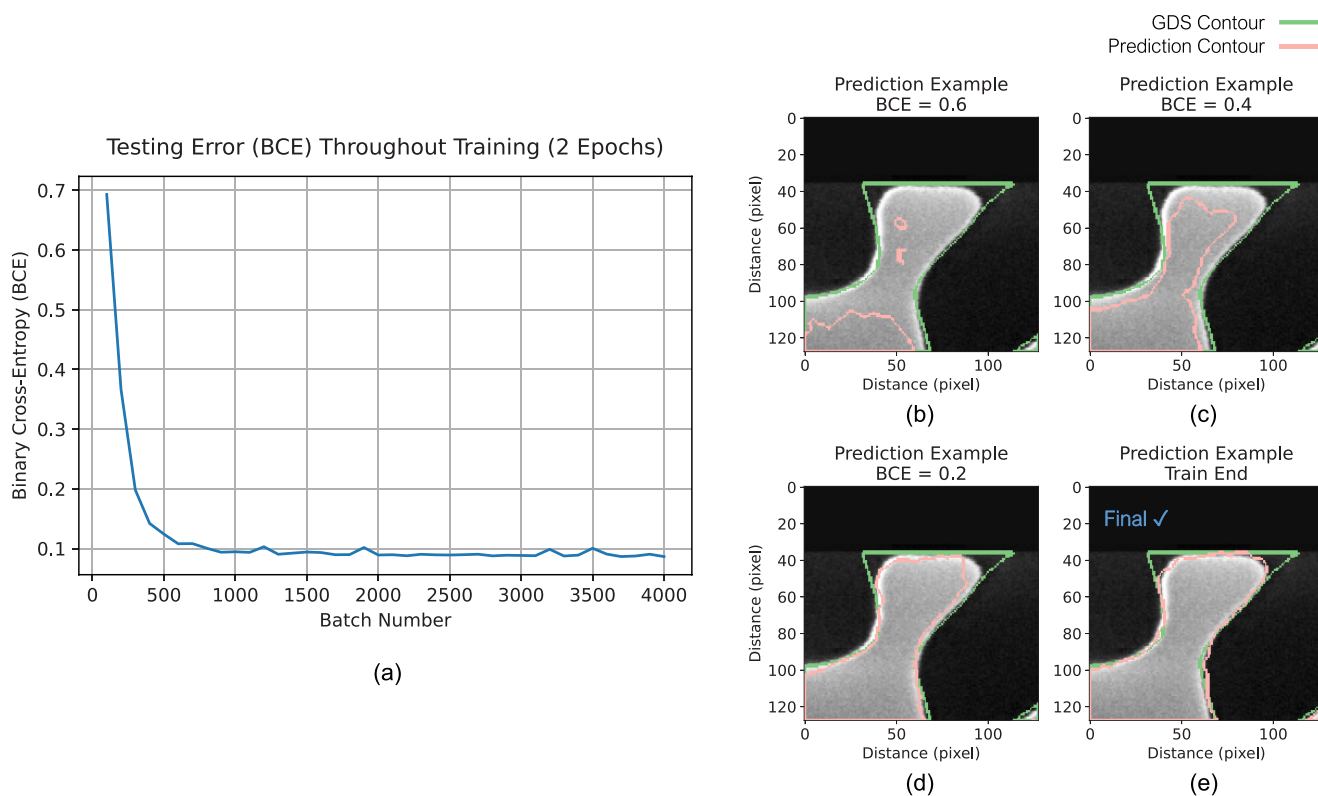 GDS Contour
Prediction Contour
Testing Error (BCE) Throughout Training (2 Epochs)
Binary Cross-Entropy (BCE)
0.7
0.6
0.5
0.4
0.3
0.2
0.1
0 500 1000 1500 2000 2500 3000 3500 4000
Batch Number
(a)
Prediction Example
BCE = 0.6
Distance (pixel)
0
20
40
60
80
100
120
0 50 100
Distance (pixel)
(b)
Prediction Example
BCE = 0.4
0
20
40
60
80
100
120
0 50 100
Distance (pixel)
(c)
Prediction Example
BCE = 0.2
Distance (pixel)
0
20
40
60
80
100
120
0 50 100
Distance (pixel)
(d)
Prediction Example
Train End
Final ✓
0
20
40
60
80
100
120
0 50 100
Distance (pixel)
(e)